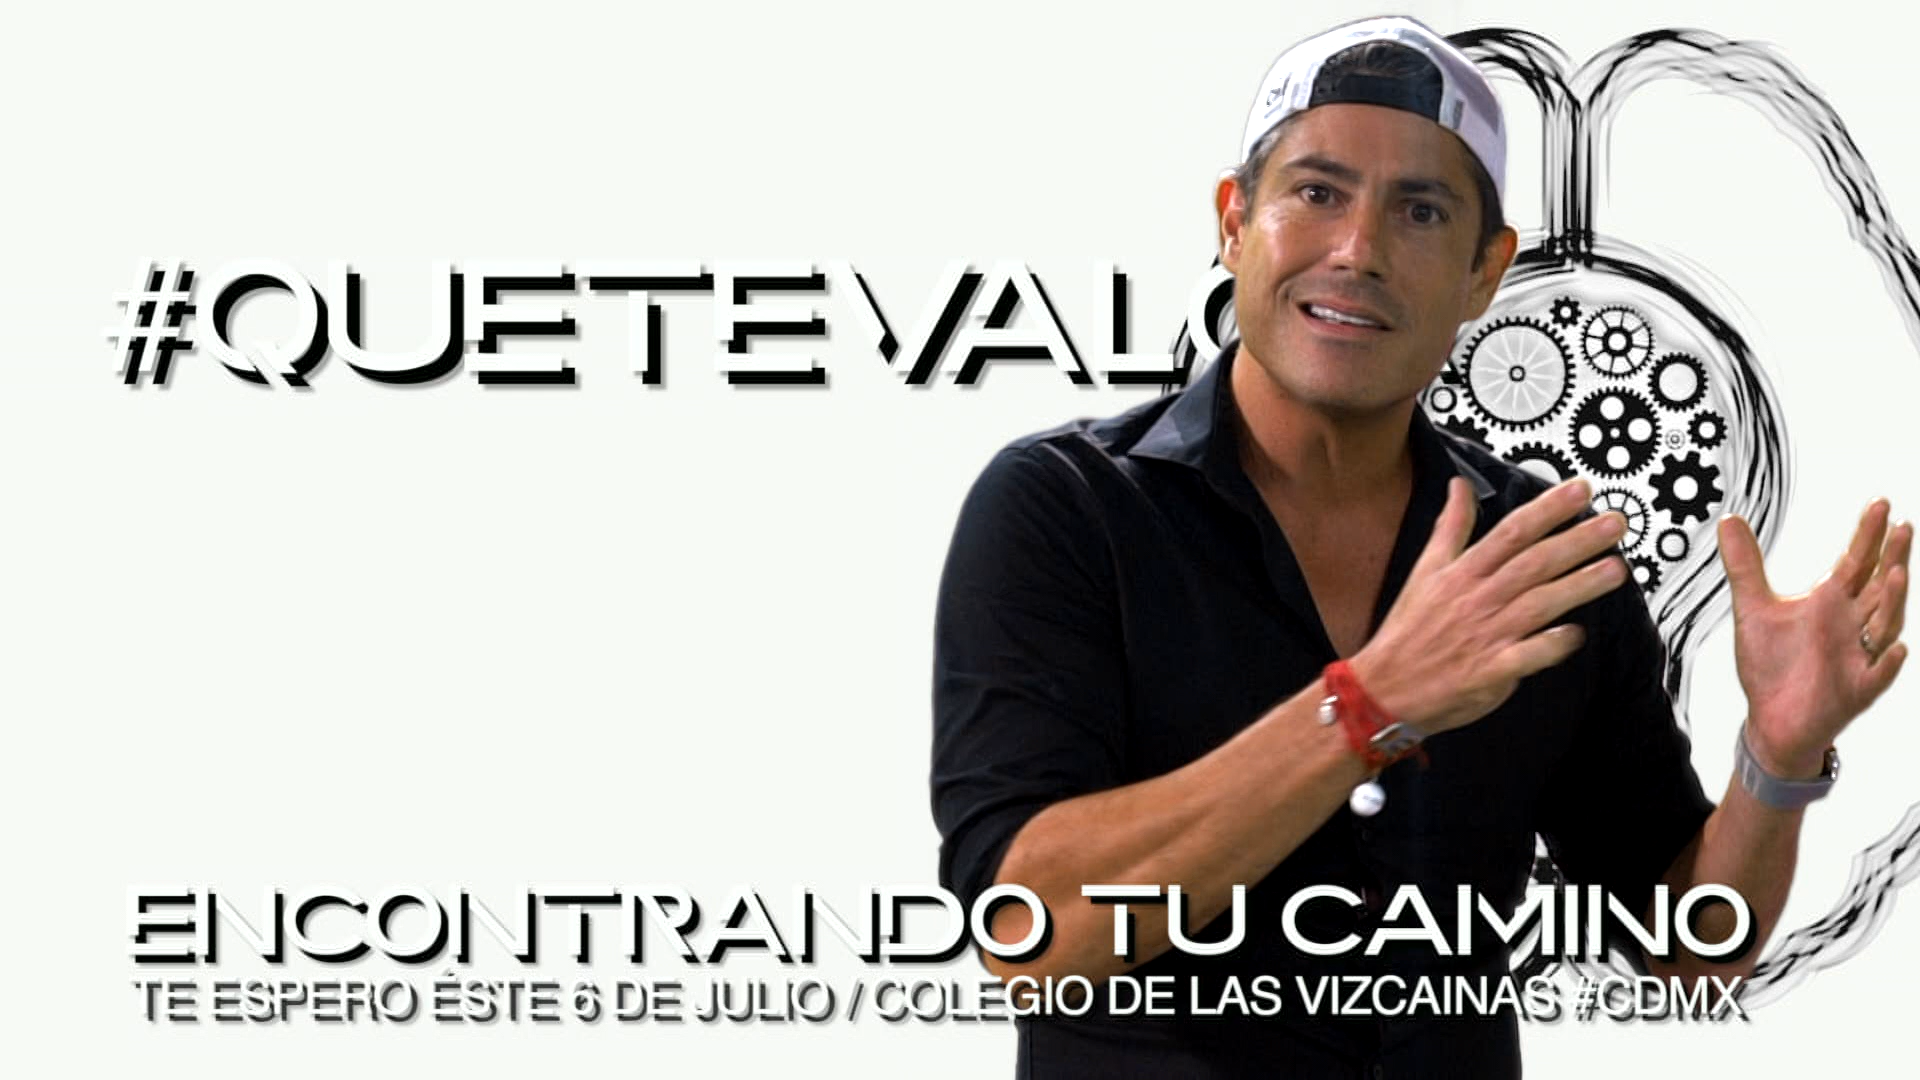 #QUETEVAL
ENCONTRANDO TU CAMINO
TE ESPERO ÉSTE 6 DE JULIO / COLEGIO DE LAS VIZCAINAS #CDMX